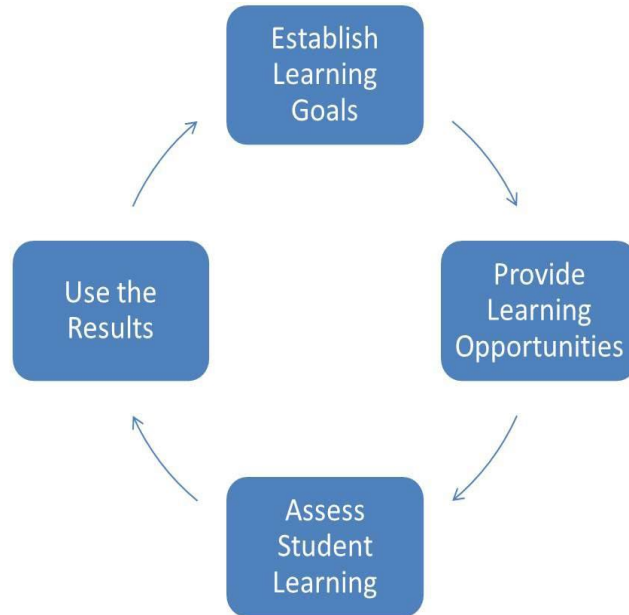 Establish
Learning
Goals
Provide
Learning
Opportunities
Assess
Student
Learning
Use the
Results